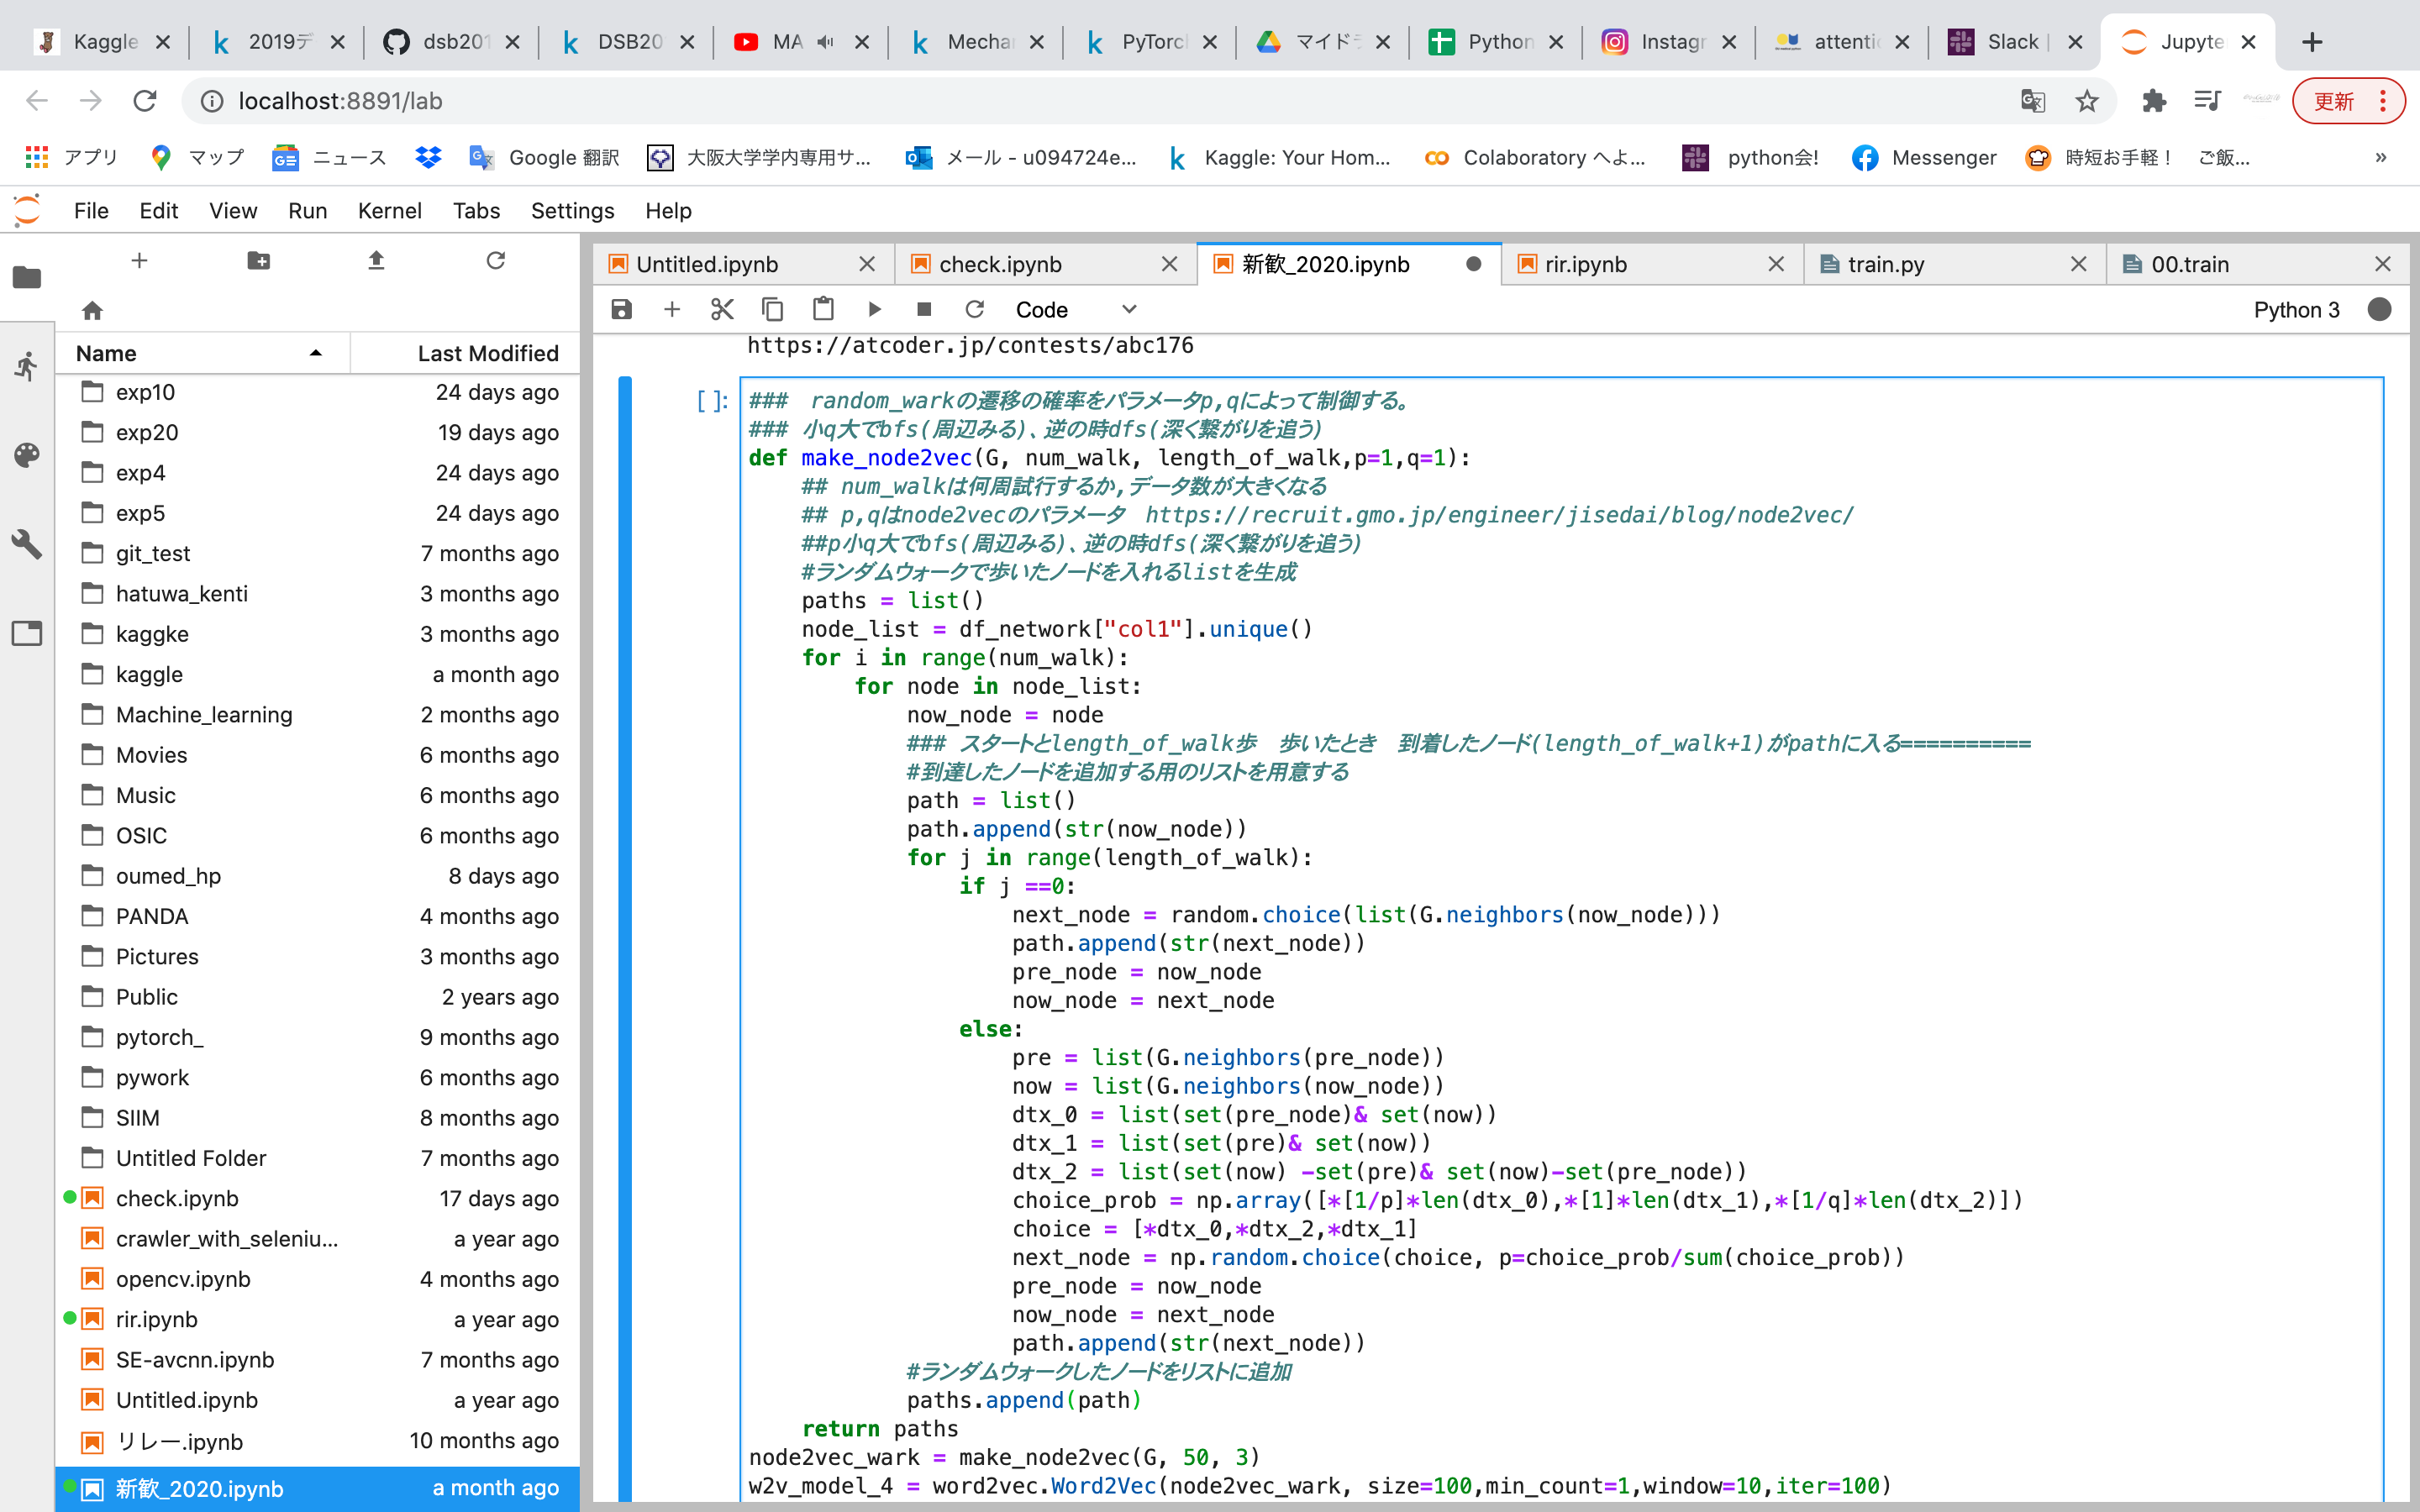 Kaggle
2019デ
dsb201
DSB20
MA
Mecha
PyTorc
マイドラ
Python
Instagr
attentio
Slack |
Jupyte
localhost:8891/lab
更新
アプリ
マップ
ニュース
Google 翻訳
大阪大学学内専用サ...
メール - u094724e...
Kaggle: Your Hom...
Colaboratory へよ...
python会!
Messenger
時短お手軽！ ご飯...
»
File Edit View Run Kernel Tabs Settings Help
Name Last Modified
exp10 24 days ago
exp20 19 days ago
exp4 24 days ago
exp5 24 days ago
git_test 7 months ago
hatuwa_kenti 3 months ago
kaggke 3 months ago
kaggle a month ago
Machine_learning 2 months ago
Movies 6 months ago
Music 6 months ago
OSIC 6 months ago
oumed_hp 8 days ago
PANDA 4 months ago
Pictures 3 months ago
Public 2 years ago
pytorch_ 9 months ago
pywork 6 months ago
SIIM 8 months ago
Untitled Folder 7 months ago
check.ipynb 17 days ago
crawler_with_seleniu... a year ago
opencv.ipynb 4 months ago
rir.ipynb a year ago
SE-avcnn.ipynb 7 months ago
Untitled.ipynb a year ago
リレー.ipynb 10 months ago
新歓_2020.ipynb a month ago
Untitled.ipynb
check.ipynb
新歓_2020.ipynb
rir.ipynb
train.py
00.train
Code
Python 3
https://atcoder.jp/contests/abc176
[ ]:
###　random_warkの遷移の確率をパラメータp,qによって制御する。
### 小q大でbfs(周辺みる)、逆の時dfs(深く繋がりを追う)
def make_node2vec(G, num_walk, length_of_walk,p=1,q=1):
    ## num_walkは何周試行するか,データ数が大きくなる
    ## p,qはnode2vecのパラメータ　https://recruit.gmo.jp/engineer/jisedai/blog/node2vec/
    ##p小q大でbfs(周辺みる)、逆の時dfs(深く繋がりを追う)
    #ランダムウォークで歩いたノードを入れるlistを生成
    paths = list()
    node_list = df_network["col1"].unique()
    for i in range(num_walk):
        for node in node_list:
            now_node = node
            ### スタートとlength_of_walk歩　歩いたとき　到着したノード(length_of_walk+1)がpathに入る==========
            #到達したノードを追加する用のリストを用意する
            path = list()
            path.append(str(now_node))
            for j in range(length_of_walk):
                if j ==0:
                    next_node = random.choice(list(G.neighbors(now_node)))
                    path.append(str(next_node))
                    pre_node = now_node
                    now_node = next_node
                else:
                    pre = list(G.neighbors(pre_node))
                    now = list(G.neighbors(now_node))
                    dtx_0 = list(set(pre_node)& set(now))
                    dtx_1 = list(set(pre)& set(now))
                    dtx_2 = list(set(now) -set(pre)& set(now)-set(pre_node))
                    choice_prob = np.array([*[1/p]*len(dtx_0),*[1]*len(dtx_1),*[1/q]*len(dtx_2)])
                    choice = [*dtx_0,*dtx_2,*dtx_1]
                    next_node = np.random.choice(choice, p=choice_prob/sum(choice_prob))
                    pre_node = now_node
                    now_node = next_node
                    path.append(str(next_node))
            #ランダムウォークしたノードをリストに追加
            paths.append(path)
    return paths
node2vec_wark = make_node2vec(G, 50, 3)
w2v_model_4 = word2vec.Word2Vec(node2vec_wark, size=100,min_count=1,window=10,iter=100)